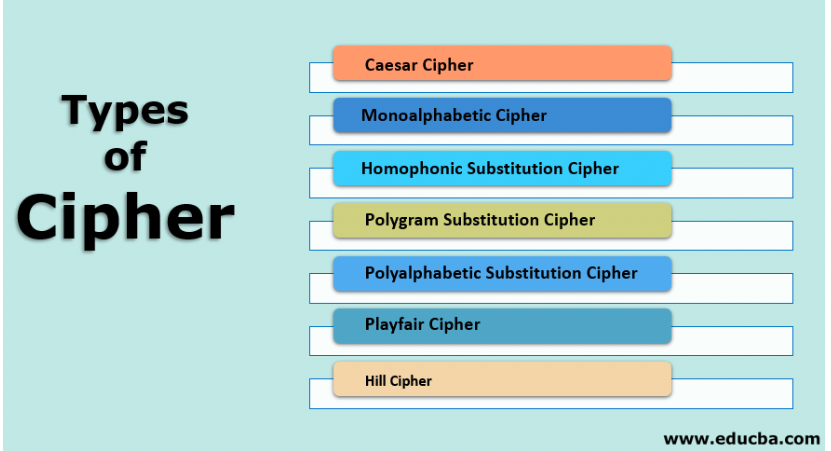 Types
of
Cipher
Caesar Cipher
Monoalphabetic Cipher
Homophonic Substitution Cipher
Polygram Substitution Cipher
Polyalphabetic Substitution Cipher
Playfair Cipher
Hill Cipher
www.educba.com